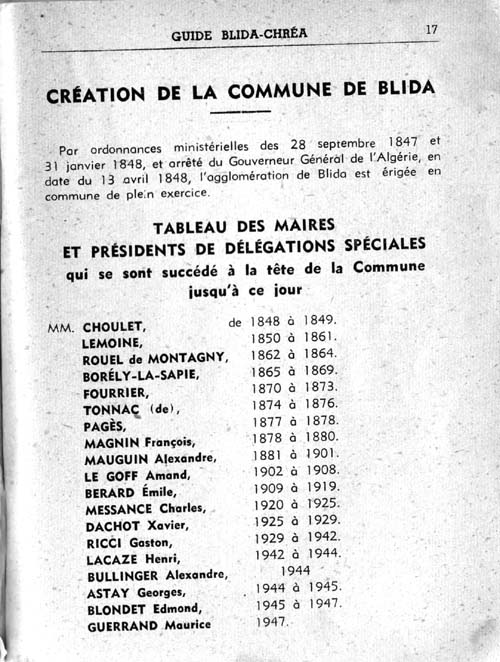 GUIDE BLIDA-CHRÉA 17
CRÉATION DE LA COMMUNE DE BLIDA
Par ordonnances ministérielles des 28 septembre 1847 et
31 janvier 1848, et arrêté du Gouverneur Général de l'Algérie, en
date du 13 avril 1848, l'agglomération de Blida est érigée en
commune de plein exercice.
TABLEAU DES MAIRES
ET PRÉSIDENTS DE DÉLÉGATIONS SPÉCIALES
qui se sont succédé à la tête de la Commune
jusqu'à ce jour
MM. CHOULET, de 1848 à 1849.
LEMOINE, 1850 à 1861.
ROUEL de MONTAGNY, 1862 à 1864.
BORÉLY-LA-SAPIE, 1865 à 1869.
FOURRIER, 1870 à 1873.
TONNAC (de), 1874 à 1876.
PAGÈS, 1877 à 1878.
MAGNIN François, 1878 à 1880.
MAUGUIN Alexandre, 1881 à 1901.
LE GOFF Amand, 1902 à 1908.
BERARD Émile, 1909 à 1919.
MESSANCE Charles, 1920 à 1925.
DACHOT Xavier, 1925 à 1929.
RICCI Gaston, 1929 à 1942.
LACAZE Henri, 1942 à 1944.
BULLINGER Alexandre, 1944
ASTAY Georges, 1944 à 1945.
BLONDET Edmond, 1945 à 1947.
GUERRAND Maurice 1947.